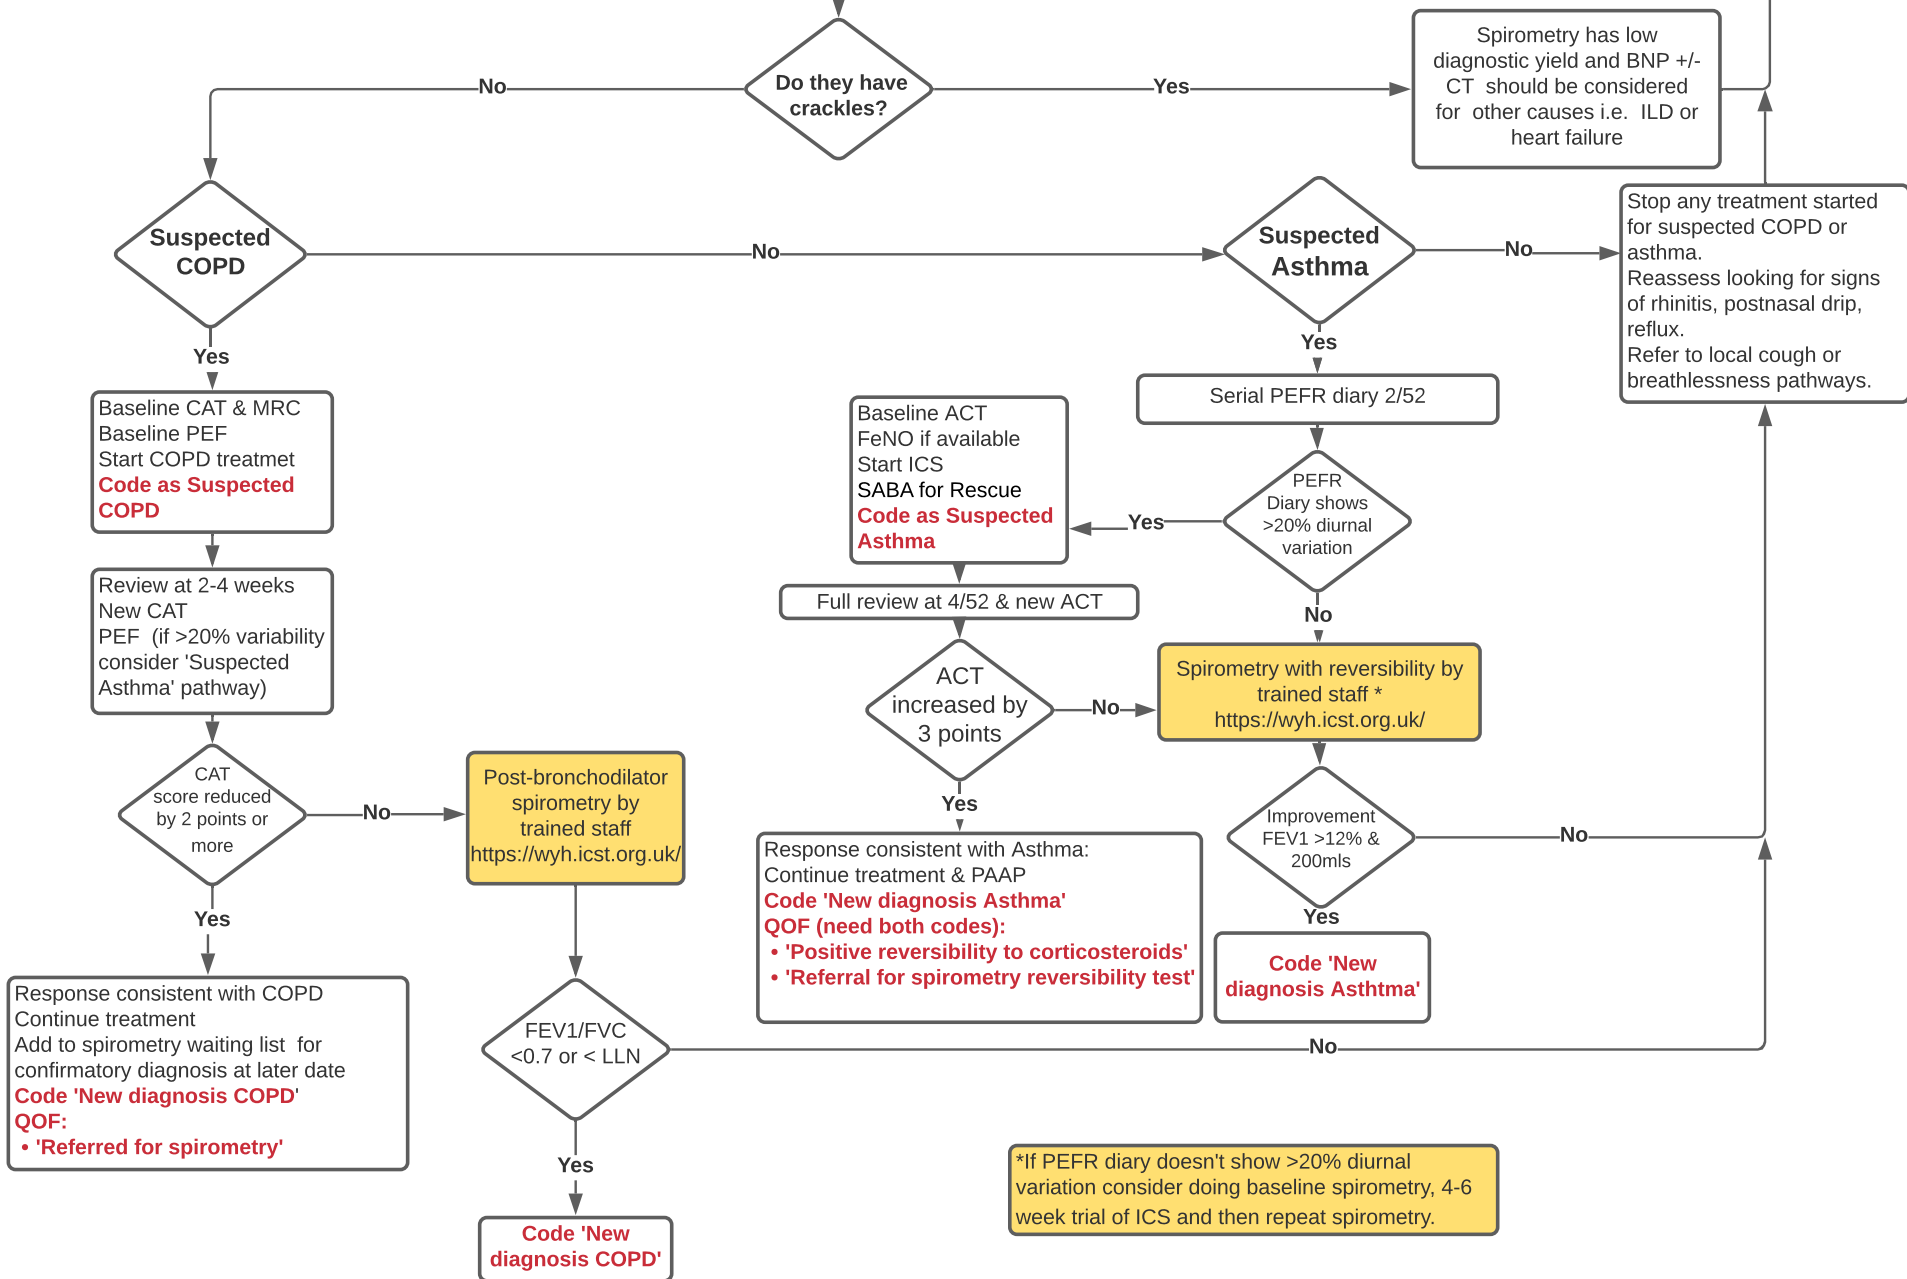 Do they have
crackles?
No
Yes
Spirometry has low
diagnostic yield and BNP +/-
CT  should be considered
for  other causes i.e.  ILD or
heart failure
Suspected
COPD
No
Suspected
Asthma
No
Stop any treatment started
for suspected COPD or
asthma.
Reassess looking for signs
of rhinitis, postnasal drip,
reflux.
Refer to local cough or
breathlessness pathways.
Yes
Baseline CAT & MRC
Baseline PEF
Start COPD treatmet
Code as Suspected
COPD
Review at 2-4 weeks
New CAT
PEF  (if >20% variability
consider 'Suspected
Asthma' pathway)
CAT
score reduced
by 2 points or
more
No
Post-bronchodilator
spirometry by
trained staff
https://wyh.icst.org.uk/
Yes
Response consistent with COPD
Continue treatment
Add to spirometry waiting list  for
confirmatory diagnosis at later date
Code 'New diagnosis COPD'
QOF:
• 'Referred for spirometry'
FEV1/FVC
<0.7 or < LLN
No
Yes
Code 'New
diagnosis COPD'
Yes
Serial PEFR diary 2/52
PEFR
Diary shows
>20% diurnal
variation
Yes
Baseline ACT
FeNO if available
Start ICS
SABA for Rescue
Code as Suspected
Asthma
Full review at 4/52 & new ACT
ACT
increased by
3 points
No
No
Spirometry with reversibility by
trained staff *
https://wyh.icst.org.uk/
Yes
Response consistent with Asthma:
Continue treatment & PAAP
Code 'New diagnosis Asthma'
QOF (need both codes):
• 'Positive reversibility to corticosteroids'
• 'Referral for spirometry reversibility test'
Improvement
FEV1 >12% &
200mls
No
Yes
Code 'New
diagnosis Asthtma'
*If PEFR diary doesn't show >20% diurnal
variation consider doing baseline spirometry, 4-6
week trial of ICS and then repeat spirometry.